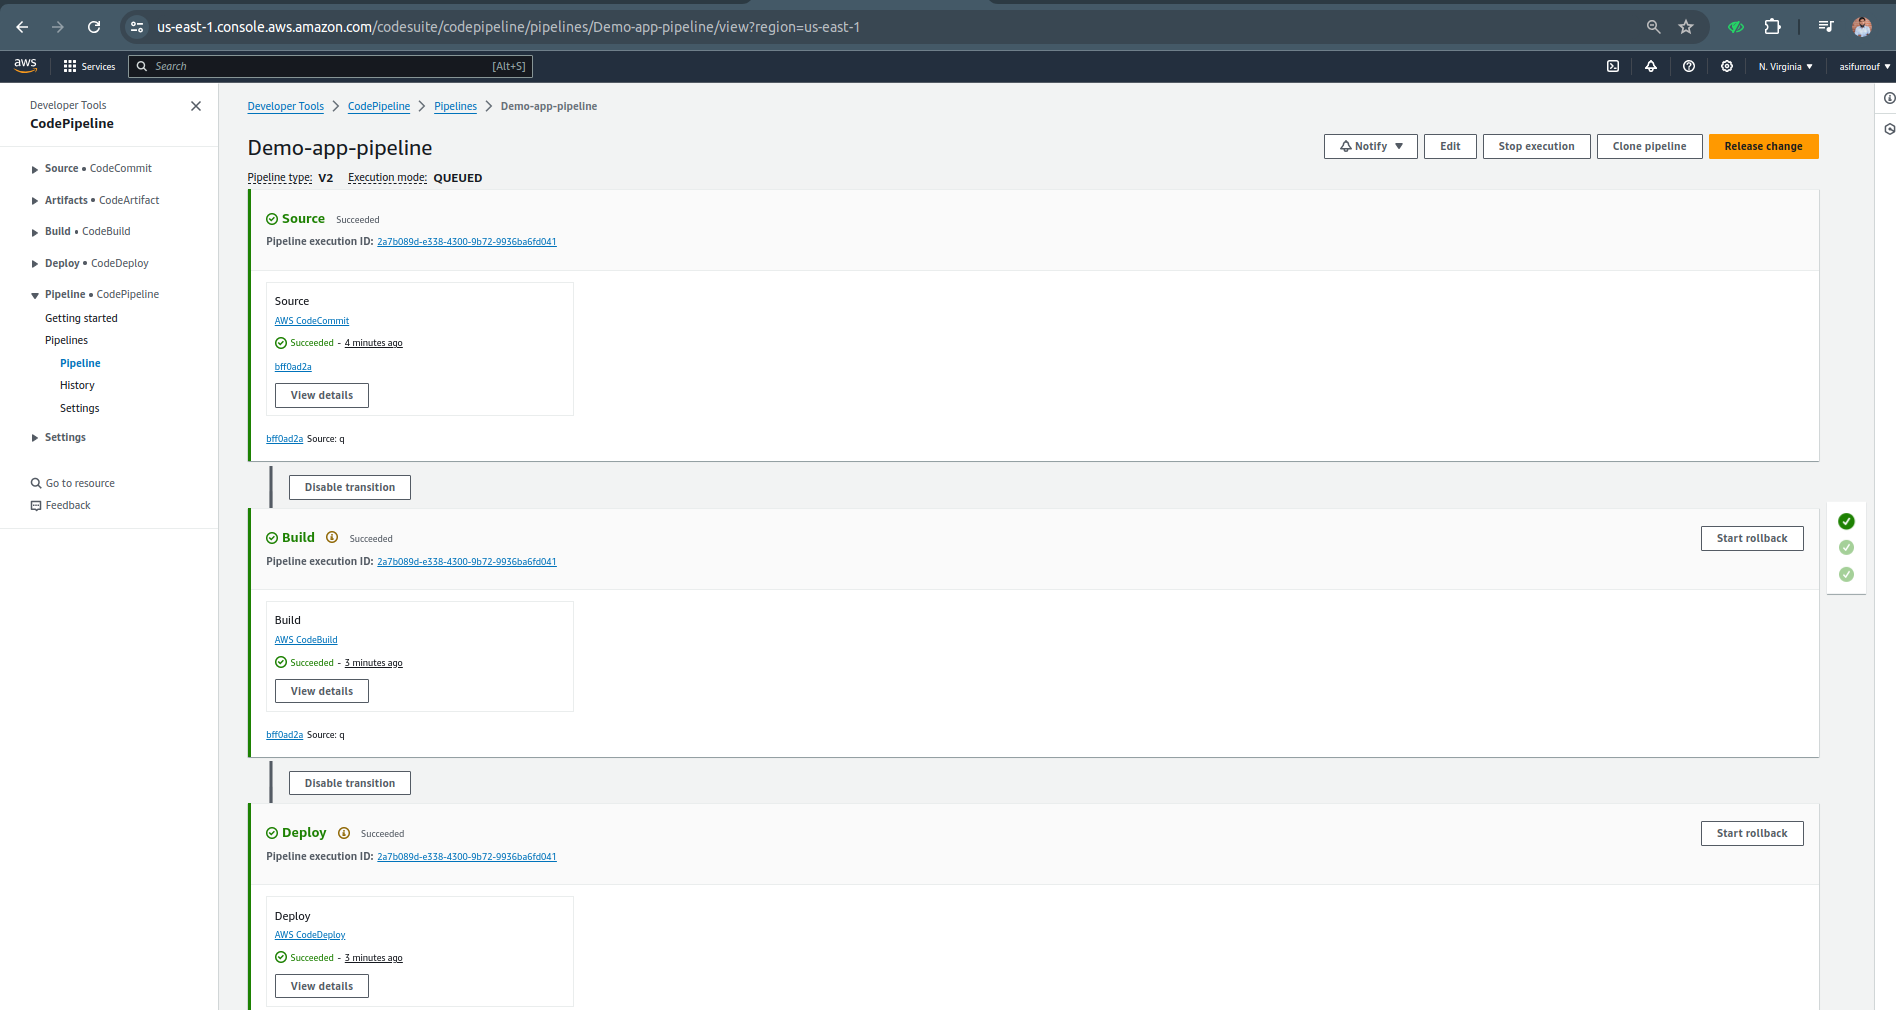 us-east-1.console.aws.amazon.com/codesuite/codepipeline/pipelines/Demo-app-pipeline/view?region=us-east-1
aws Services Search [Alt+S] N. Virginia asifurrouf
Developer Tools
CodePipeline
Source • CodeCommit
Artifacts • CodeArtifact
Build • CodeBuild
Deploy • CodeDeploy
Pipeline • CodePipeline
Getting started
Pipelines
Pipeline
History
Settings
Settings
Go to resource
Feedback
Developer Tools > CodePipeline > Pipelines > Demo-app-pipeline
Demo-app-pipeline
Notify Edit Stop execution Clone pipeline Release change
Pipeline type: V2 Execution mode: QUEUED
Source Succeeded
Pipeline execution ID: 2a7b089d-e338-4300-9b72-9936ba6fd041
Source
AWS CodeCommit
Succeeded - 4 minutes ago
bff0ad2a
View details
bff0ad2a Source: q
Disable transition
Build Succeeded
Start rollback
Pipeline execution ID: 2a7b089d-e338-4300-9b72-9936ba6fd041
Build
AWS CodeBuild
Succeeded - 3 minutes ago
View details
bff0ad2a Source: q
Disable transition
Deploy Succeeded
Start rollback
Pipeline execution ID: 2a7b089d-e338-4300-9b72-9936ba6fd041
Deploy
AWS CodeDeploy
Succeeded - 3 minutes ago
View details